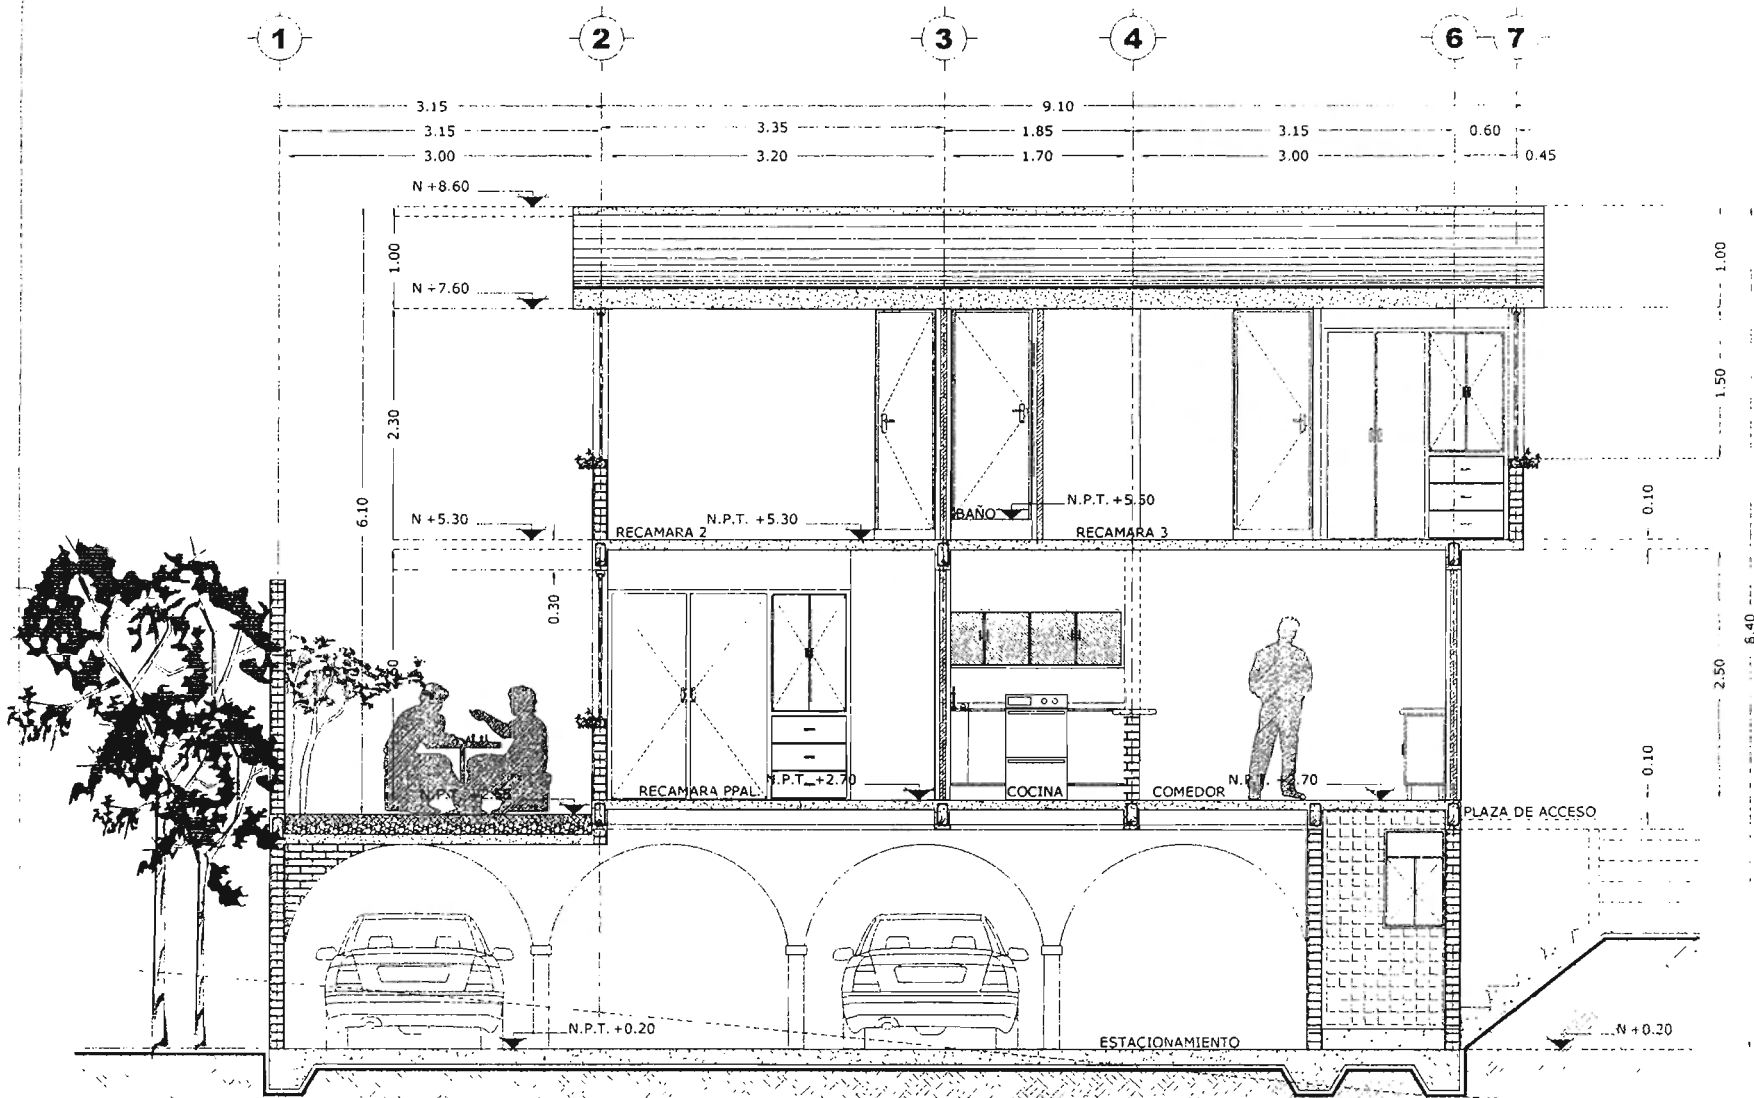 1 2 3 4 6 7
3.15 9.10
3.15 3.35 1.85 3.15 0.60
3.00 3.20 1.70 3.00 0.45
N +8.60
1.00
1.00
N +7.60
2.30
1.50
6.10
N.P.T. +5.50
BAÑO
0.10
N +5.30
N.P.T. +5.30
RECAMARA 2
RECAMARA 3
0.30
8.40
2.50
N.P.T. +2.70
N.P.T. +2.70
0.10
RECAMARA PPAL.
COCINA
COMEDOR
N.P.T.
PLAZA DE ACCESO
N.P.T. +0.20
N +0.20
ESTACIONAMIENTO